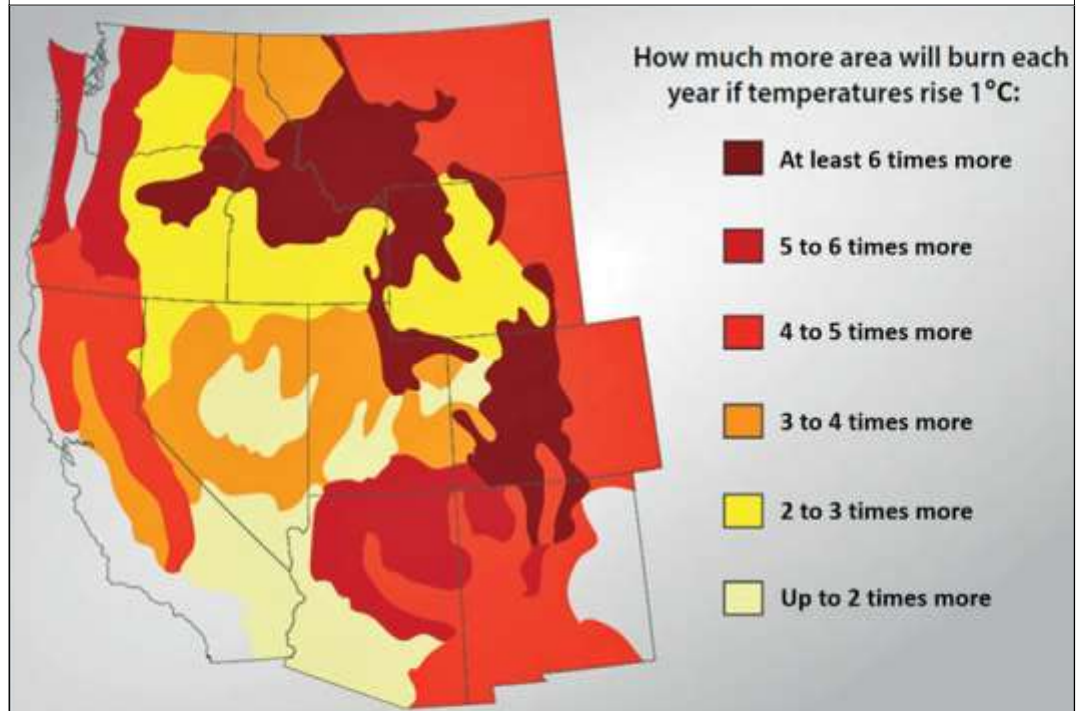 How much more area will burn each
year if temperatures rise 1°C:
At least 6 times more
5 to 6 times more
4 to 5 times more
3 to 4 times more
2 to 3 times more
Up to 2 times more